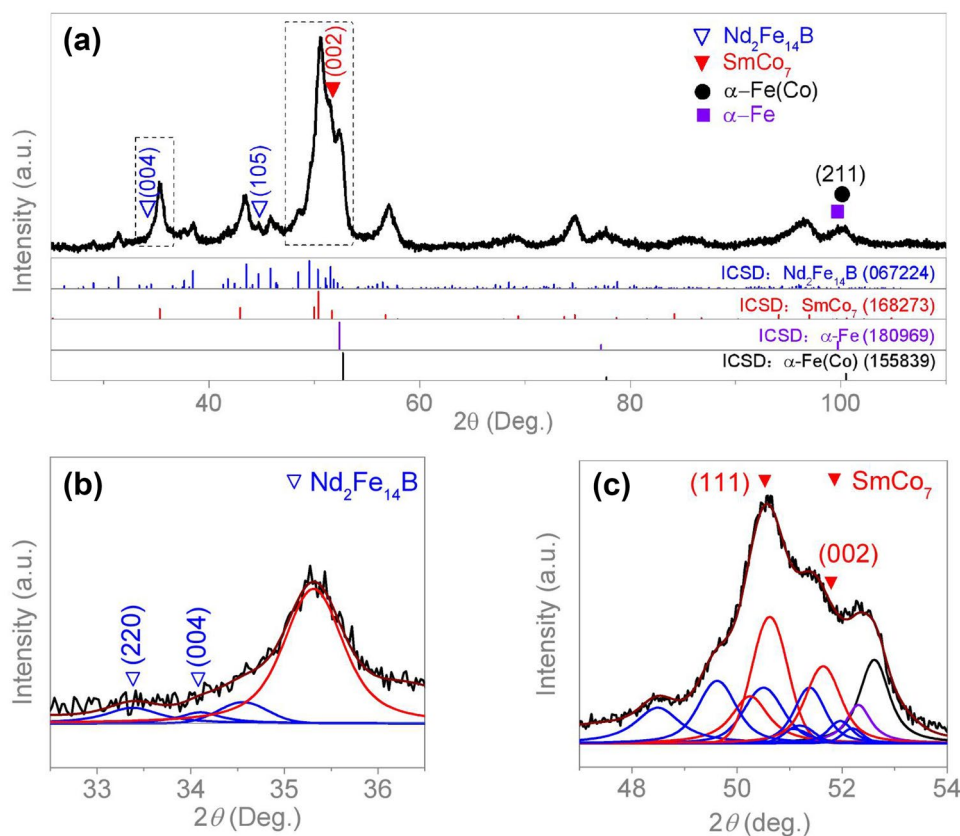 (a)
Nd₂Fe₁₄B
SmCo₇
α–Fe(Co)
α–Fe
(004)
(105)
(002)
(211)
Intensity (a.u.)
ICSD: Nd₂Fe₁₄B (067224)
ICSD: SmCo₇ (168273)
ICSD: α-Fe (180969)
ICSD: α-Fe(Co) (155839)
40 60 80 100
2θ (Deg.)
(b)
Nd₂Fe₁₄B
(220)
(004)
Intensity (a.u.)
33 34 35 36
2θ (Deg.)
(c)
(111)
SmCo₇
(002)
Intensity (a.u.)
48 50 52 54
2θ (deg.)